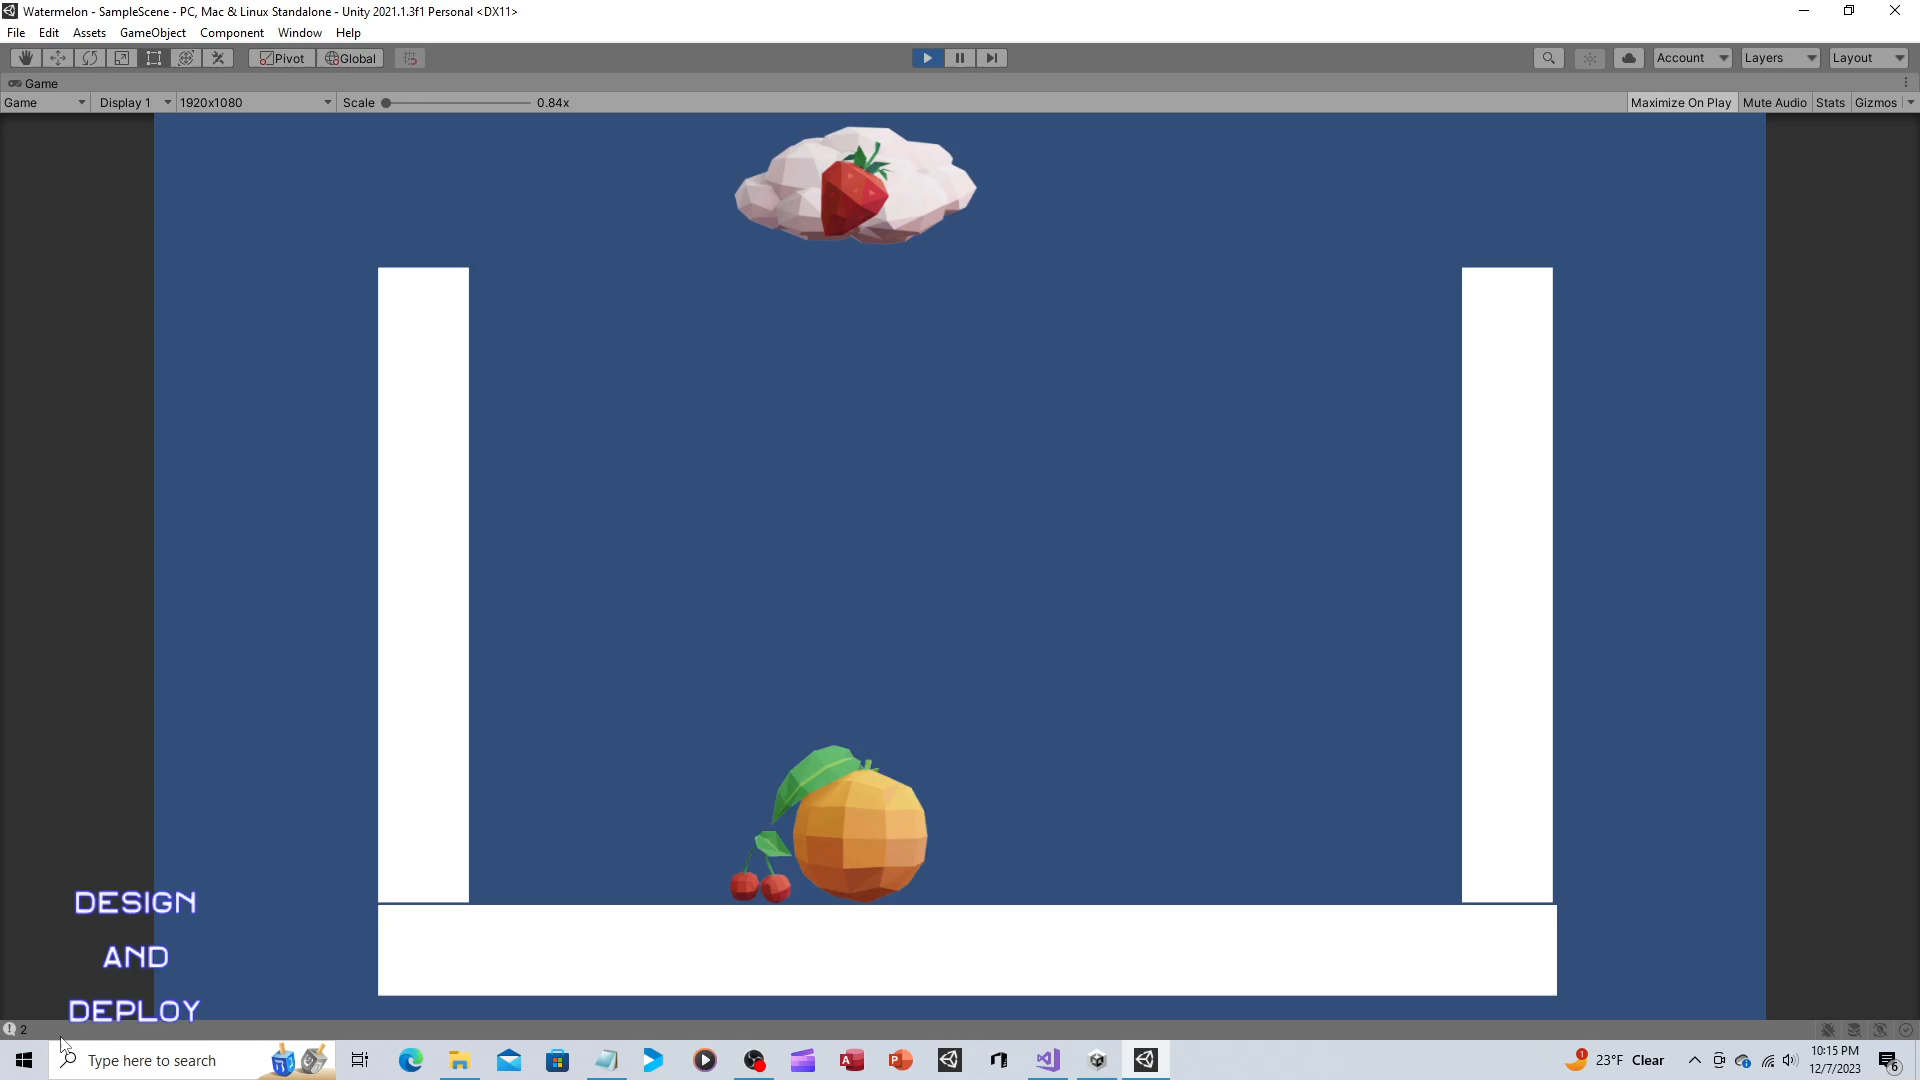 Watermelon - SampleScene - PC, Mac & Linux Standalone - Unity 2021.1.3f1 Personal <DX11>
File Edit Assets GameObject Component Window Help
Pivot Global Account Layers Layout
Game
Game Display 1 1920x1080 Scale 0.84x Maximize On Play Mute Audio Stats Gizmos
DESIGN
AND
DEPLOY
2
Type here to search 1 23°F Clear 10:15 PM
12/7/2023 6